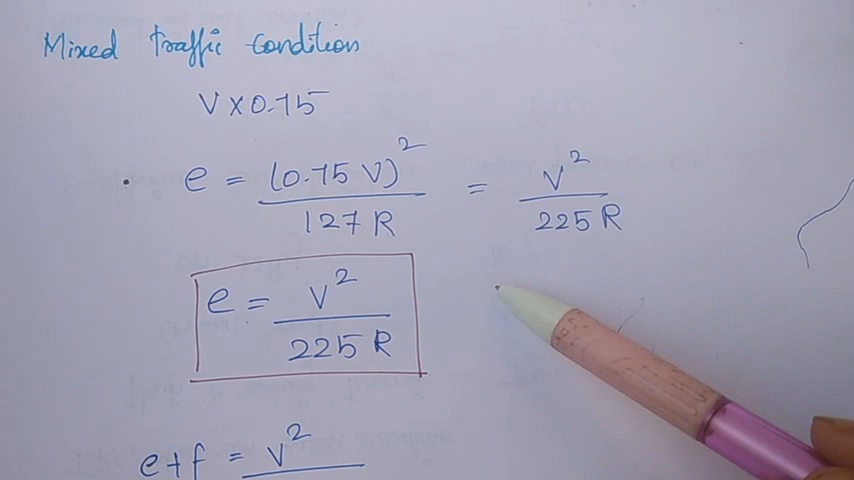 Mixed Traffic Condition
V×0.75
e = (0.75 V)² / 127 R = V² / 225 R
e = V² / 225 R
e+f = V²